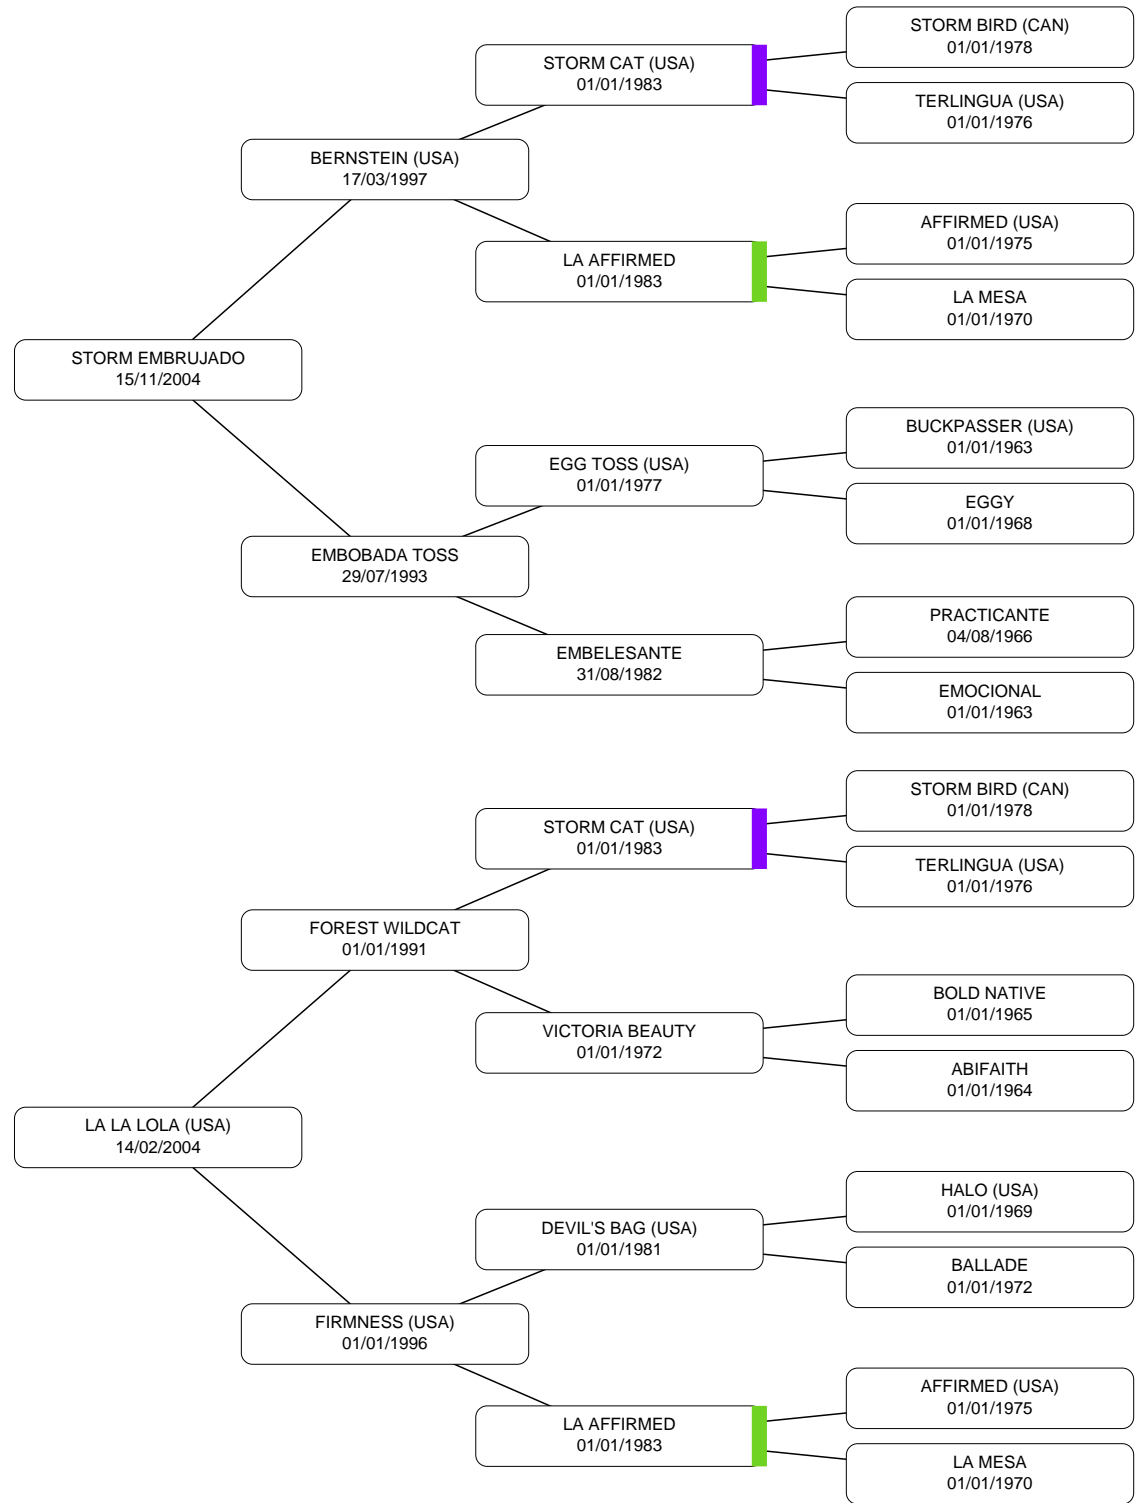 STORM BIRD (CAN)
01/01/1978
STORM CAT (USA)
01/01/1983
TERLINGUA (USA)
01/01/1976
BERNSTEIN (USA)
17/03/1997
AFFIRMED (USA)
01/01/1975
LA AFFIRMED
01/01/1983
LA MESA
01/01/1970
STORM EMBRUJADO
15/11/2004
BUCKPASSER (USA)
01/01/1963
EGG TOSS (USA)
01/01/1977
EGGY
01/01/1968
EMBOBADA TOSS
29/07/1993
PRACTICANTE
04/08/1966
EMBELESANTE
31/08/1982
EMOCIONAL
01/01/1963
STORM BIRD (CAN)
01/01/1978
STORM CAT (USA)
01/01/1983
TERLINGUA (USA)
01/01/1976
FOREST WILDCAT
01/01/1991
BOLD NATIVE
01/01/1965
VICTORIA BEAUTY
01/01/1972
ABIFAITH
01/01/1964
LA LA LOLA (USA)
14/02/2004
HALO (USA)
01/01/1969
DEVIL'S BAG (USA)
01/01/1981
BALLADE
01/01/1972
FIRMNESS (USA)
01/01/1996
AFFIRMED (USA)
01/01/1975
LA AFFIRMED
01/01/1983
LA MESA
01/01/1970